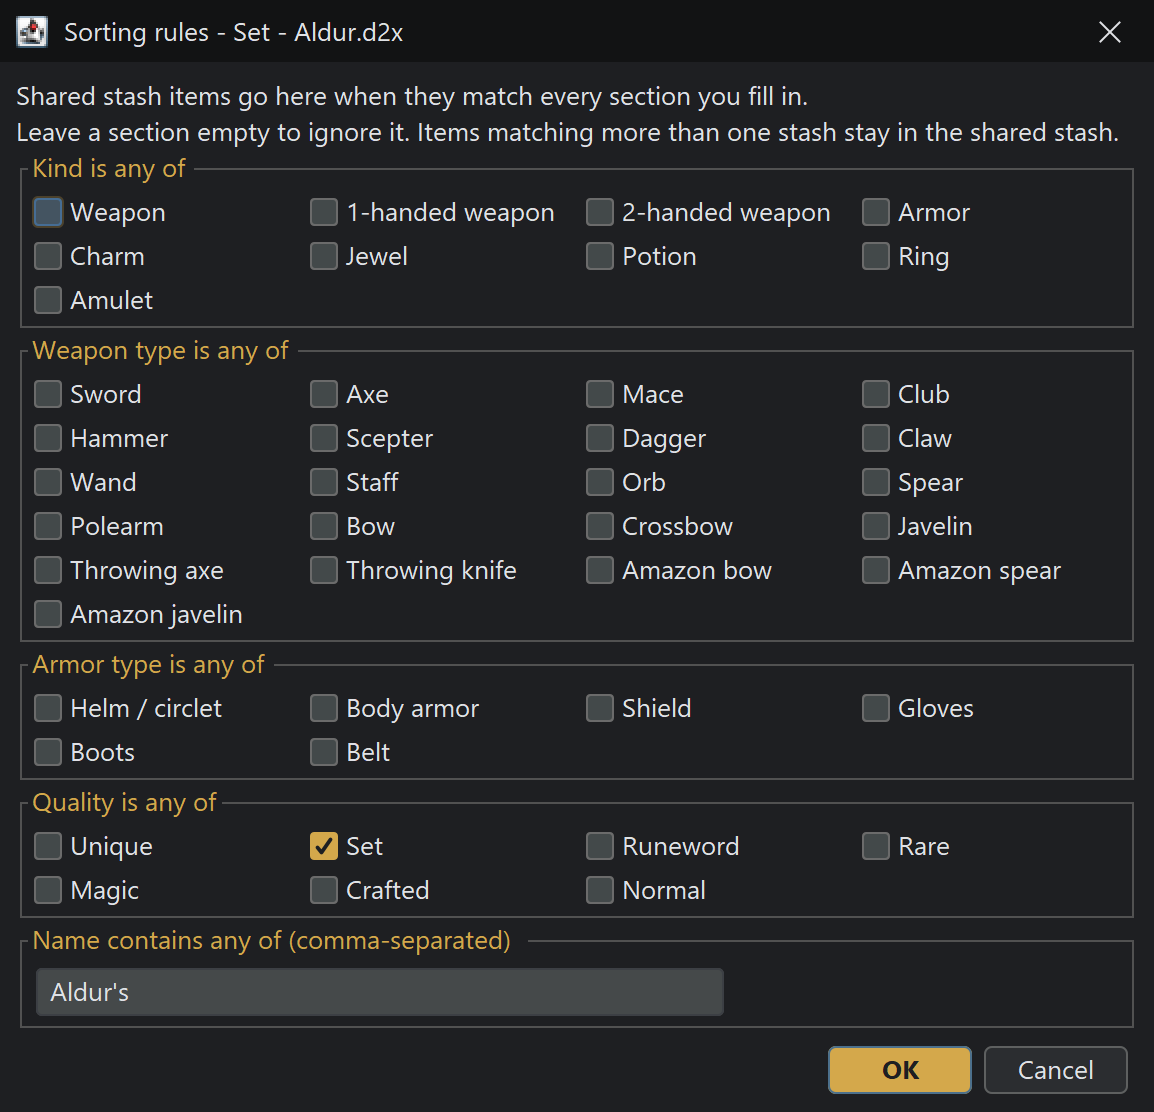 Sorting rules - Set - Aldur.d2x
Shared stash items go here when they match every section you fill in.
Leave a section empty to ignore it. Items matching more than one stash stay in the shared stash.
Kind is any of
Weapon 1-handed weapon 2-handed weapon Armor
Charm Jewel Potion Ring
Amulet
Weapon type is any of
Sword Axe Mace Club
Hammer Scepter Dagger Claw
Wand Staff Orb Spear
Polearm Bow Crossbow Javelin
Throwing axe Throwing knife Amazon bow Amazon spear
Amazon javelin
Armor type is any of
Helm / circlet Body armor Shield Gloves
Boots Belt
Quality is any of
Unique Set Runeword Rare
Magic Crafted Normal
Name contains any of (comma-separated)
Aldur's
OK Cancel